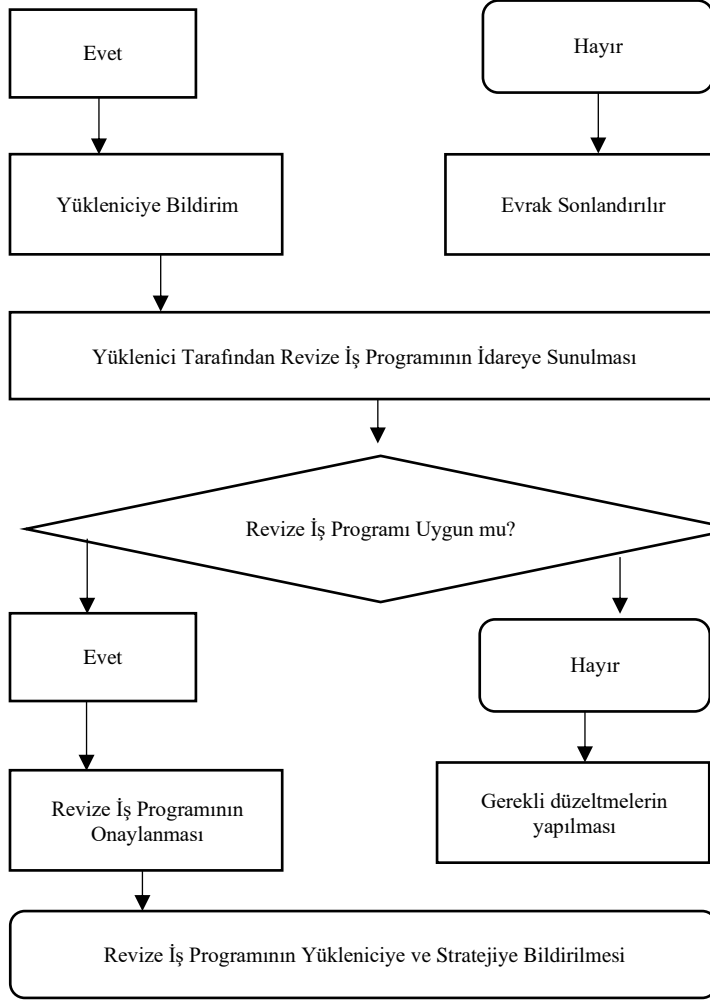 Evet
Hayır
Yükleniciye Bildirim
Evrak Sonlandırılır
Yüklenici Tarafından Revize İş Programının İdareye Sunulması
Revize İş Programı Uygun mu?
Evet
Hayır
Revize İş Programının
Onaylanması
Gerekli düzeltmelerin
yapılması
Revize İş Programının Yükleniciye ve Stratejiye Bildirilmesi